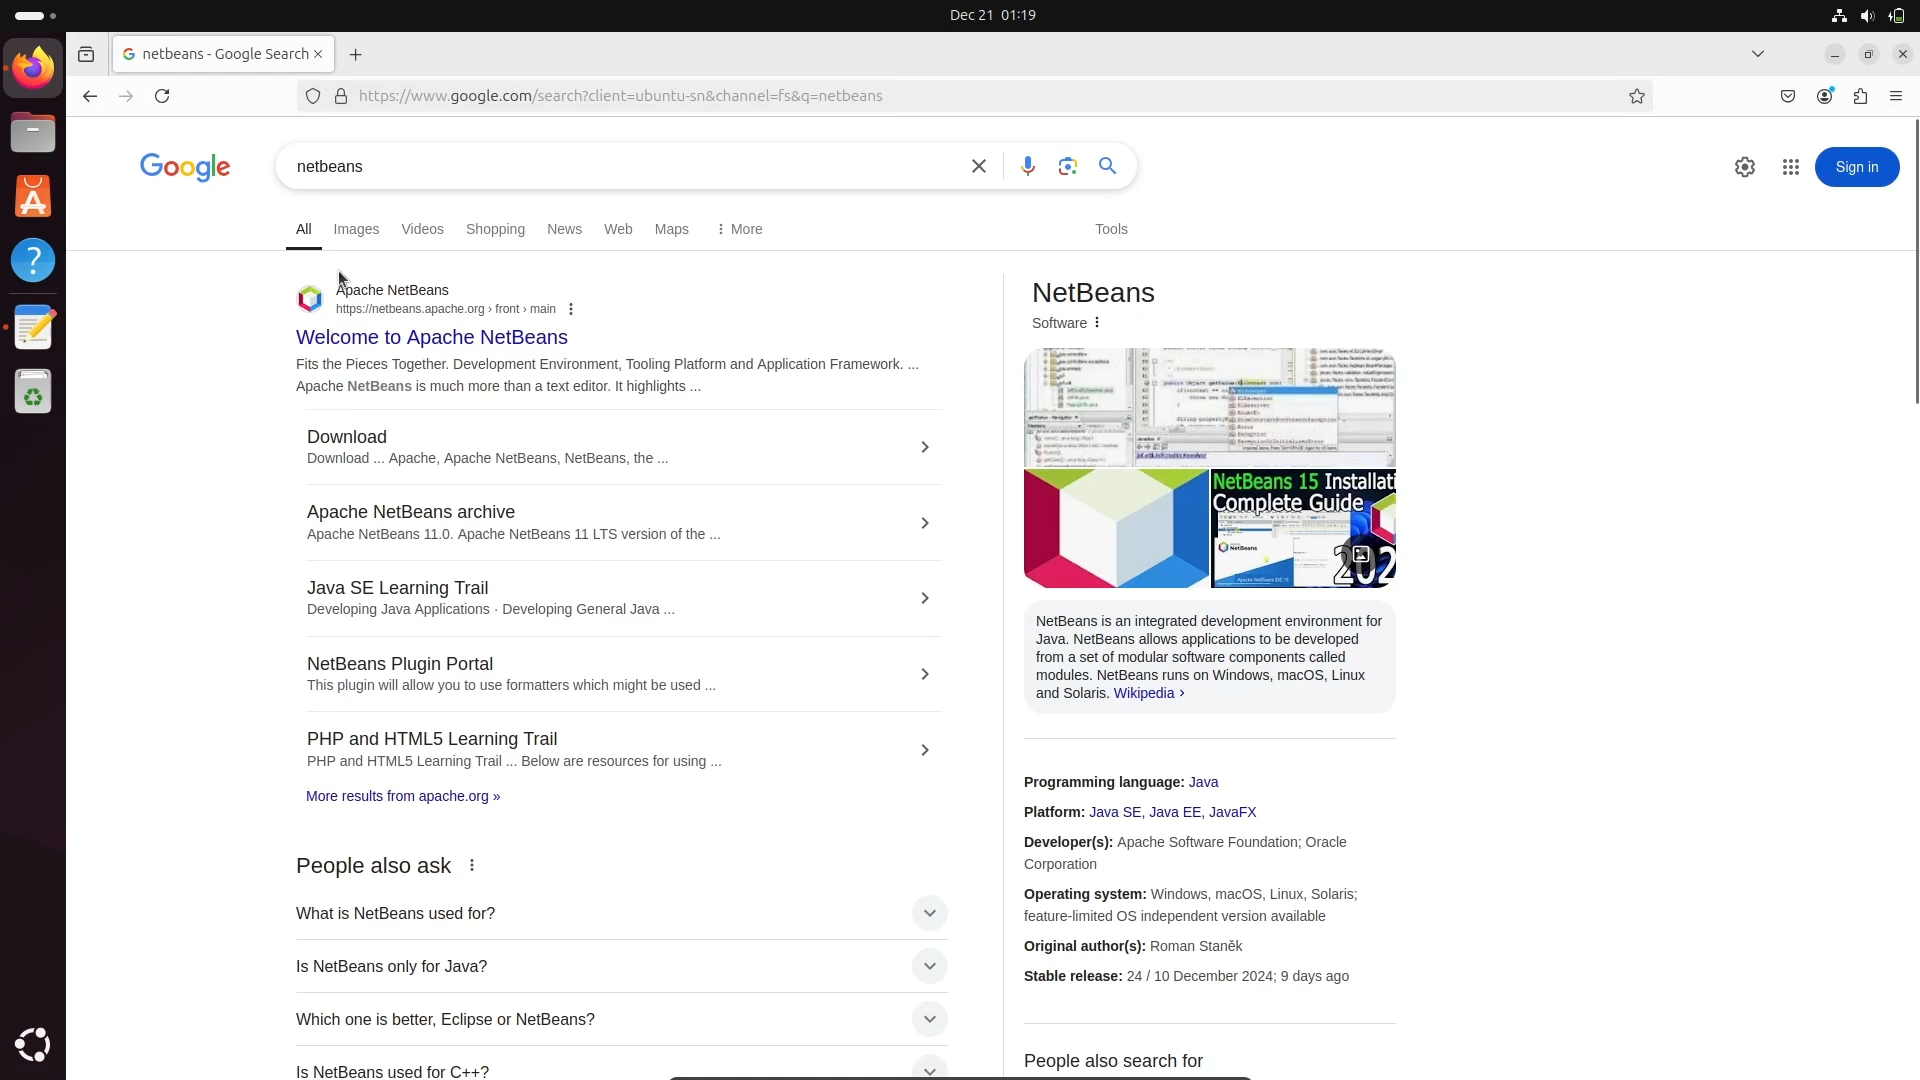 Dec 21 01:19
netbeans - Google Search
https://www.google.com/search?client=ubuntu-sn&channel=fs&q=netbeans
Google
netbeans
Sign in
All
Images
Videos
Shopping
News
Web
Maps
More
Tools
Apache NetBeans
https://netbeans.apache.org › front › main
Welcome to Apache NetBeans
Fits the Pieces Together. Development Environment, Tooling Platform and Application Framework. ...
Apache NetBeans is much more than a text editor. It highlights ...
Download
Download ... Apache, Apache NetBeans, NetBeans, the ...
Apache NetBeans archive
Apache NetBeans 11.0. Apache NetBeans 11 LTS version of the ...
Java SE Learning Trail
Developing Java Applications · Developing General Java ...
NetBeans Plugin Portal
This plugin will allow you to use formatters which might be used ...
PHP and HTML5 Learning Trail
PHP and HTML5 Learning Trail ... Below are resources for using ...
More results from apache.org »
People also ask
What is NetBeans used for?
Is NetBeans only for Java?
Which one is better, Eclipse or NetBeans?
Is NetBeans used for C++?
NetBeans
Software
NetBeans 15 Installati
Complete Guide
NetBeans
Apache NetBeans IDE 15
202
NetBeans is an integrated development environment for
Java. NetBeans allows applications to be developed
from a set of modular software components called
modules. NetBeans runs on Windows, macOS, Linux
and Solaris. Wikipedia ›
Programming language: Java
Platform: Java SE, Java EE, JavaFX
Developer(s): Apache Software Foundation; Oracle
Corporation
Operating system: Windows, macOS, Linux, Solaris;
feature-limited OS independent version available
Original author(s): Roman Staněk
Stable release: 24 / 10 December 2024; 9 days ago
People also search for